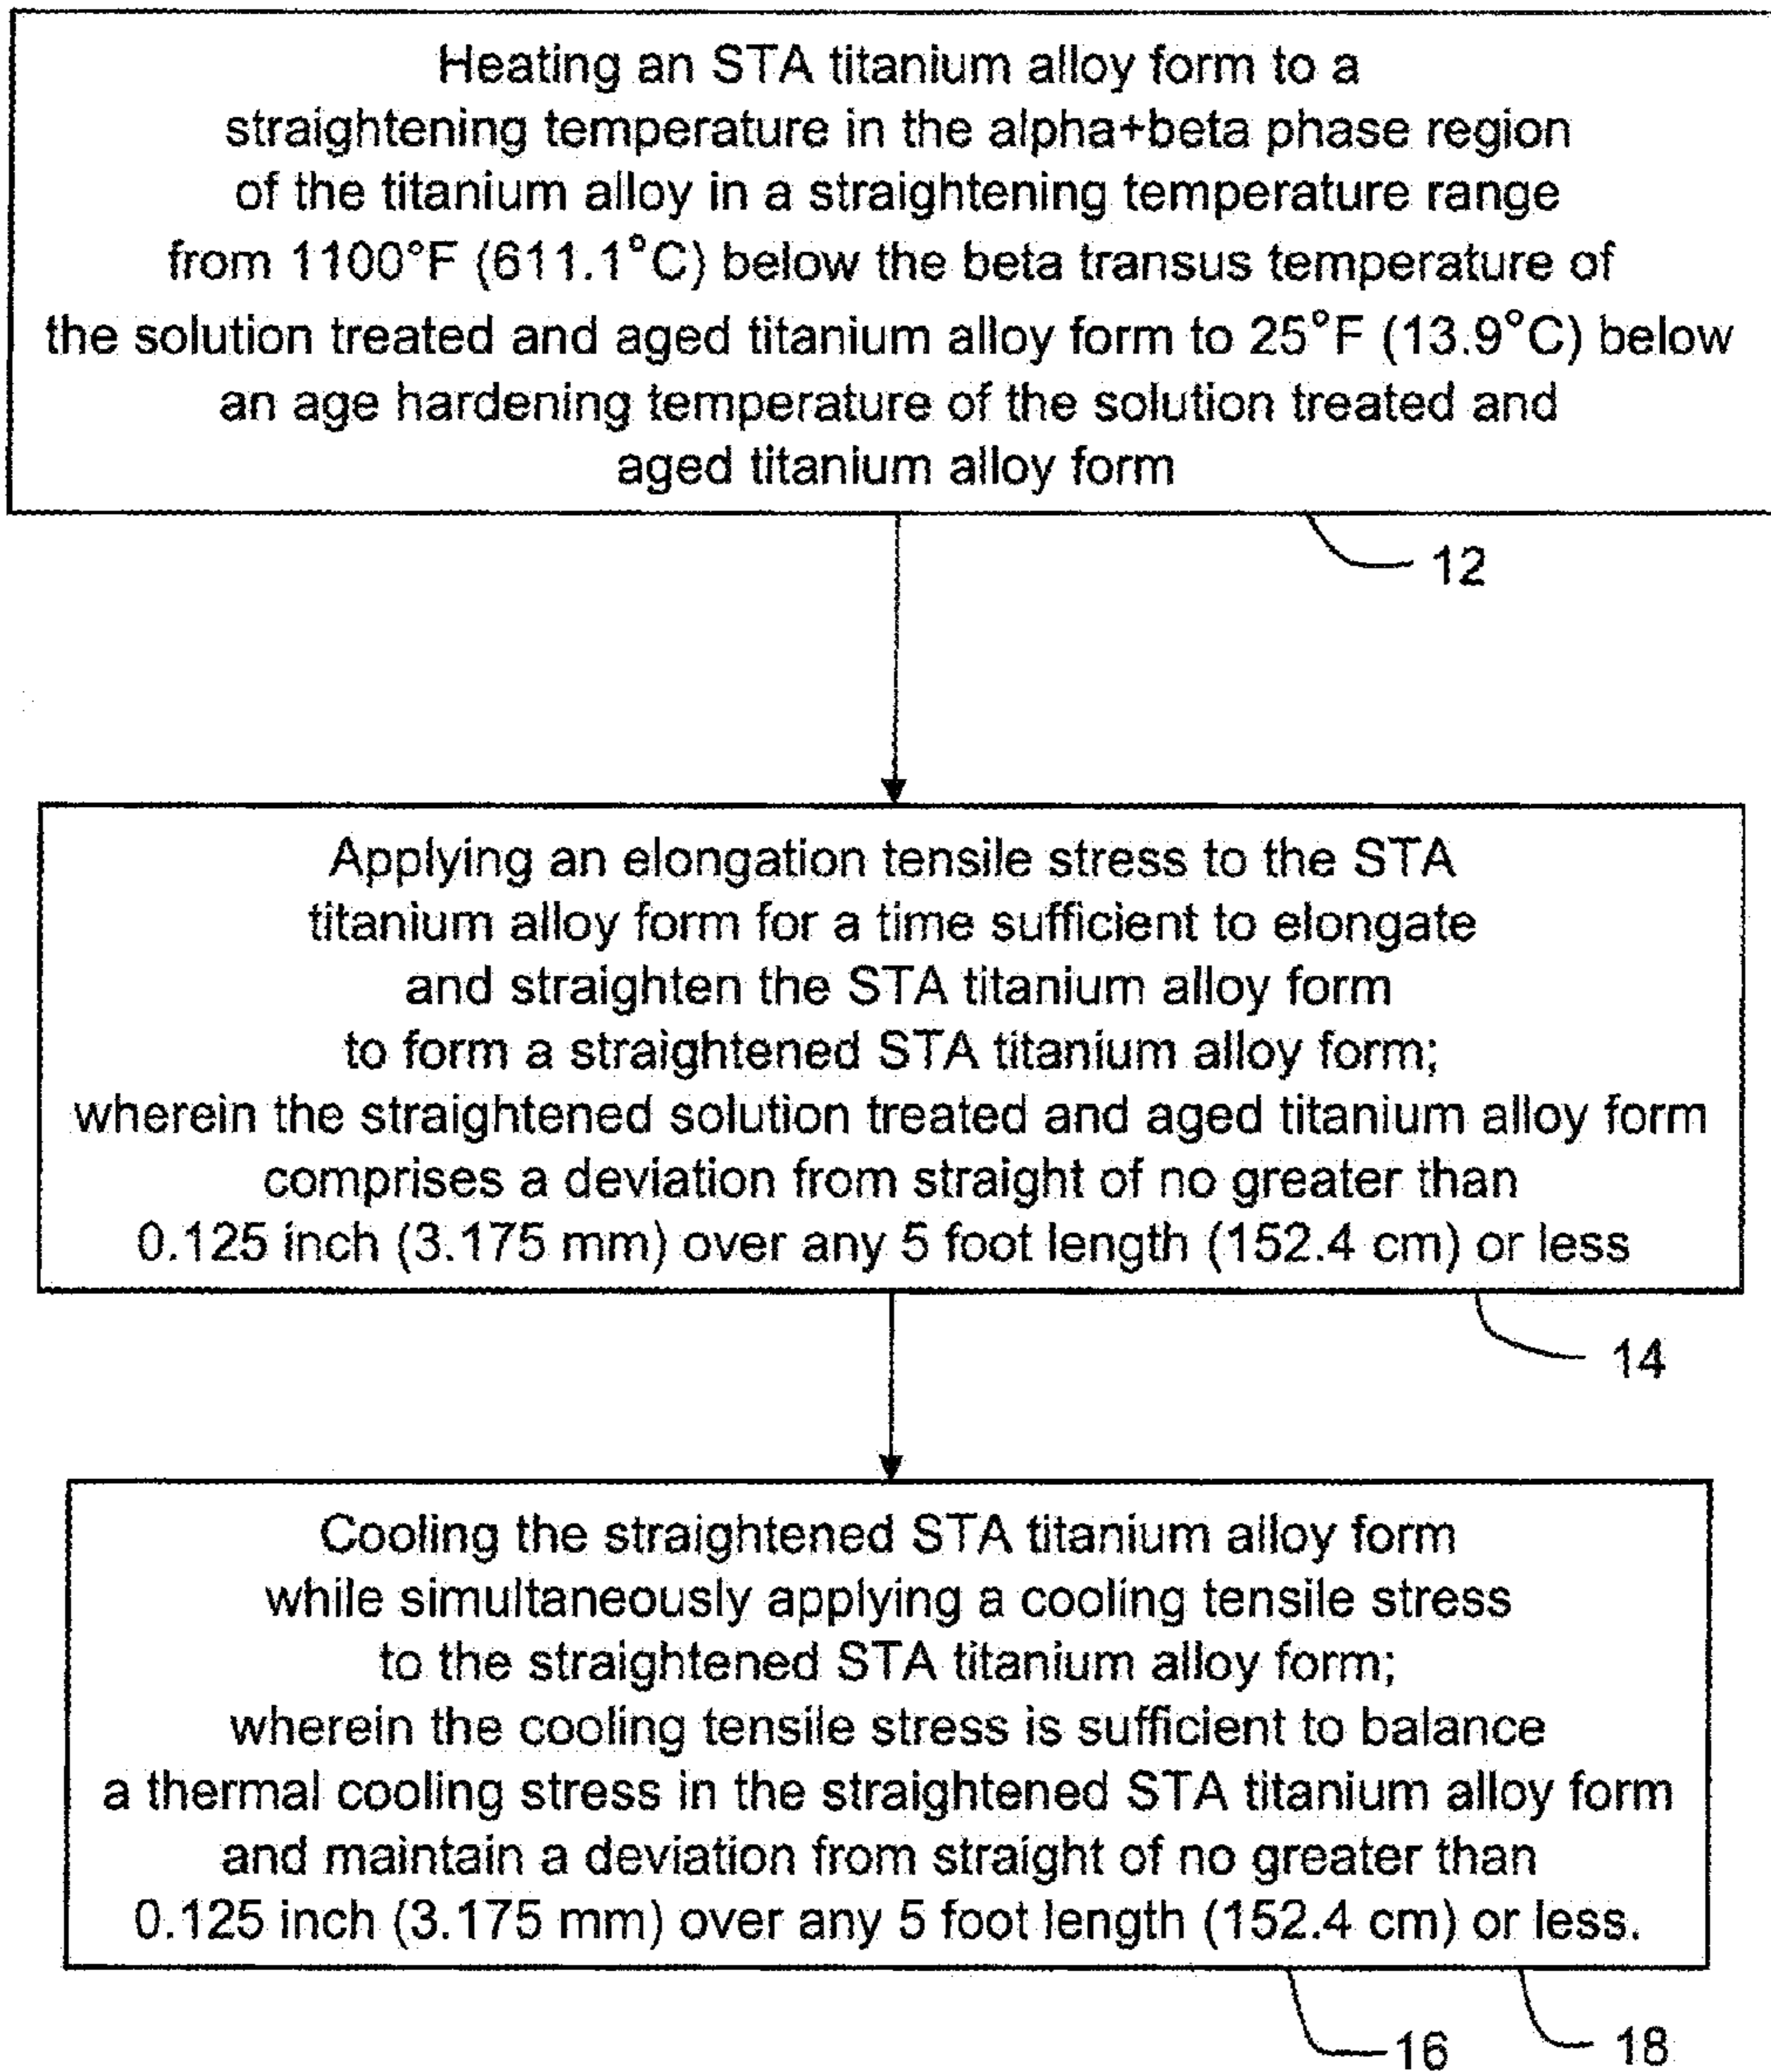 Heating an STA titanium alloy form to a
straightening temperature in the alpha+beta phase region
of the titanium alloy in a straightening temperature range
from 1100°F (611.1°C) below the beta transus temperature of
the solution treated and aged titanium alloy form to 25°F (13.9°C) below
an age hardening temperature of the solution treated and
aged titanium alloy form
12
Applying an elongation tensile stress to the STA
titanium alloy form for a time sufficient to elongate
and straighten the STA titanium alloy form
to form a straightened STA titanium alloy form;
wherein the straightened solution treated and aged titanium alloy form
comprises a deviation from straight of no greater than
0.125 inch (3.175 mm) over any 5 foot length (152.4 cm) or less
14
Cooling the straightened STA titanium alloy form
while simultaneously applying a cooling tensile stress
to the straightened STA titanium alloy form;
wherein the cooling tensile stress is sufficient to balance
a thermal cooling stress in the straightened STA titanium alloy form
and maintain a deviation from straight of no greater than
0.125 inch (3.175 mm) over any 5 foot length (152.4 cm) or less.
16 18